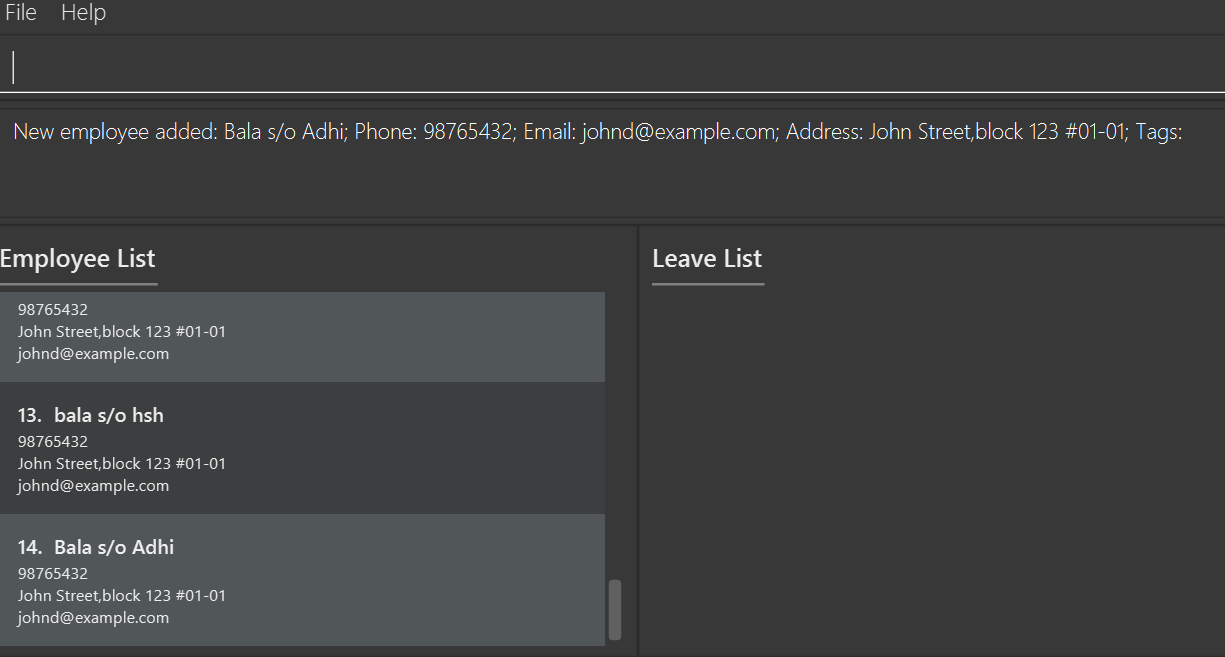 File Help
New employee added: Bala s/o Adhi; Phone: 98765432; Email: johnd@example.com; Address: John Street,block 123 #01-01; Tags:
Employee List
98765432
John Street,block 123 #01-01
johnd@example.com
13. bala s/o hsh
98765432
John Street,block 123 #01-01
johnd@example.com
14. Bala s/o Adhi
98765432
John Street,block 123 #01-01
johnd@example.com
Leave List